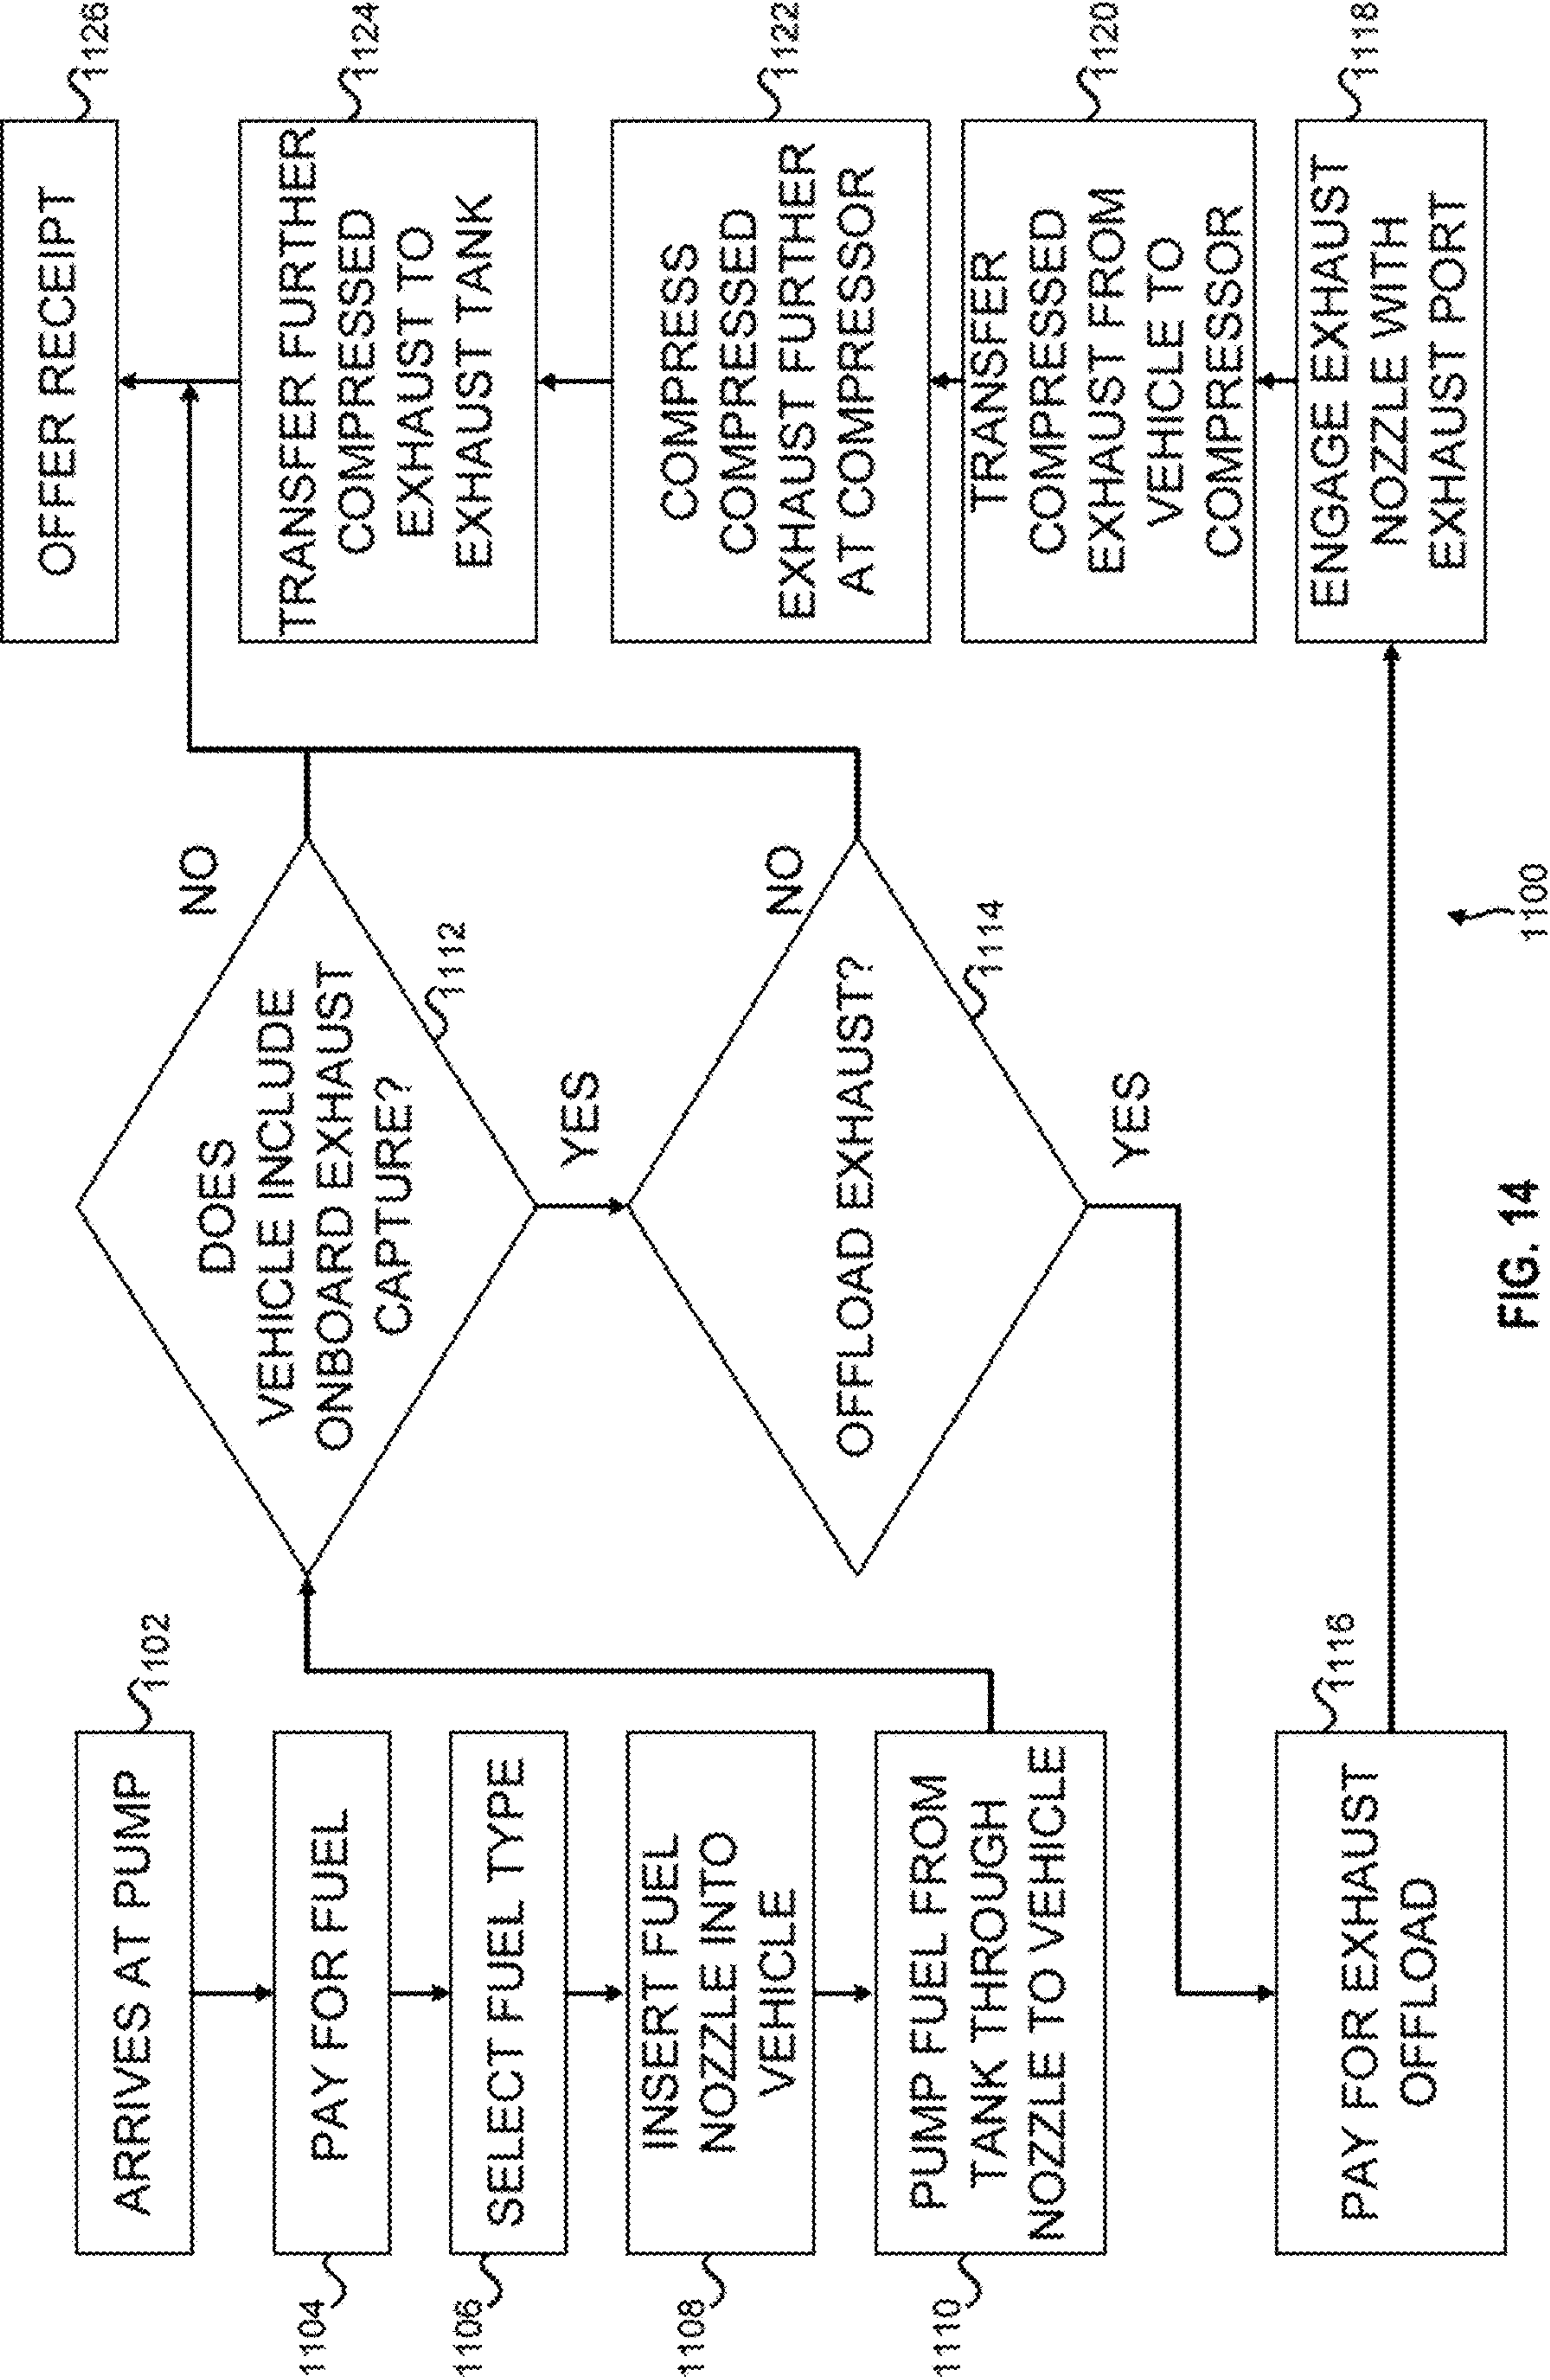 ARRIVES AT PUMP
1102
PAY FOR FUEL
1104
SELECT FUEL TYPE
1106
INSERT FUEL
NOZZLE INTO
VEHICLE
1108
PUMP FUEL FROM
TANK THROUGH
NOZZLE TO VEHICLE
1110
DOES
VEHICLE INCLUDE
ONBOARD EXHAUST
CAPTURE?
1112
NO
YES
OFFLOAD EXHAUST?
1114
NO
YES
PAY FOR EXHAUST
OFFLOAD
1116
ENGAGE EXHAUST
NOZZLE WITH
EXHAUST PORT
1118
TRANSFER
COMPRESSED
EXHAUST FROM
VEHICLE TO
COMPRESSOR
1120
COMPRESS
COMPRESSED
EXHAUST FURTHER
AT COMPRESSOR
1122
TRANSFER FURTHER
COMPRESSED
EXHAUST TO
EXHAUST TANK
1124
OFFER RECEIPT
1126
1100
FIG. 14